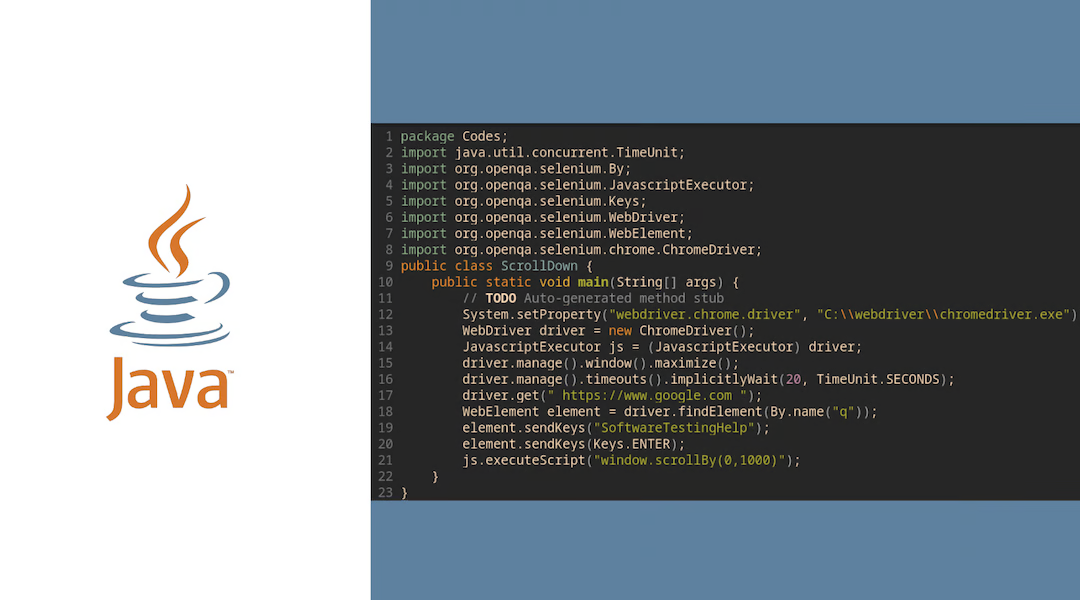 Java™
1 package Codes;
2 import java.util.concurrent.TimeUnit;
3 import org.openqa.selenium.By;
4 import org.openqa.selenium.JavascriptExecutor;
5 import org.openqa.selenium.Keys;
6 import org.openqa.selenium.WebDriver;
7 import org.openqa.selenium.WebElement;
8 import org.openqa.selenium.chrome.ChromeDriver;
9 public class ScrollDown {
10     public static void main(String[] args) {
11         // TODO Auto-generated method stub
12         System.setProperty("webdriver.chrome.driver", "C:\\webdriver\\chromedriver.exe")
13         WebDriver driver = new ChromeDriver();
14         JavascriptExecutor js = (JavascriptExecutor) driver;
15         driver.manage().window().maximize();
16         driver.manage().timeouts().implicitlyWait(20, TimeUnit.SECONDS);
17         driver.get(" https://www.google.com ");
18         WebElement element = driver.findElement(By.name("q"));
19         element.sendKeys("SoftwareTestingHelp");
20         element.sendKeys(Keys.ENTER);
21         js.executeScript("window.scrollBy(0,1000)");
22     }
23 }